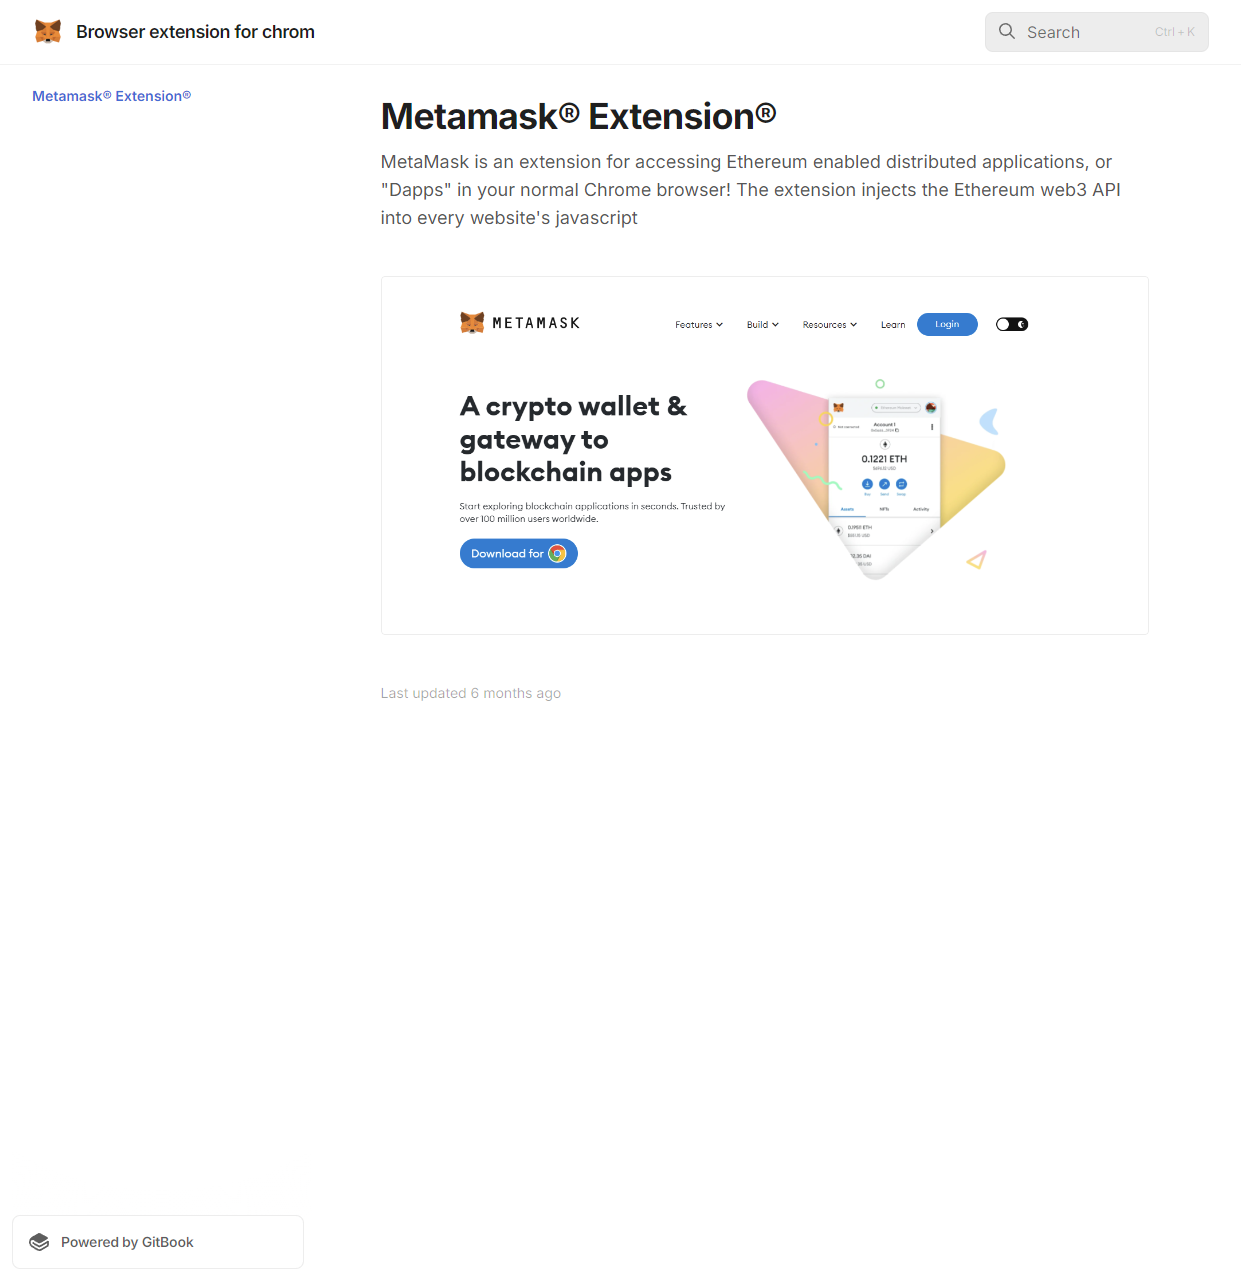 Browser extension for chrom
Search
Ctrl + K
Metamask® Extension®
Metamask® Extension®
MetaMask is an extension for accessing Ethereum enabled distributed applications, or
"Dapps" in your normal Chrome browser! The extension injects the Ethereum web3 API
into every website's javascript
METAMASK
Features
Build
Resources
Learn
Login
A crypto wallet &
gateway to
blockchain apps
Start exploring blockchain applications in seconds. Trusted by
over 100 million users worldwide.
Download for
Account 1
0.1221 ETH
Buy
Send
Swap
Assets
NFTs
Activity
Last updated 6 months ago
Powered by GitBook